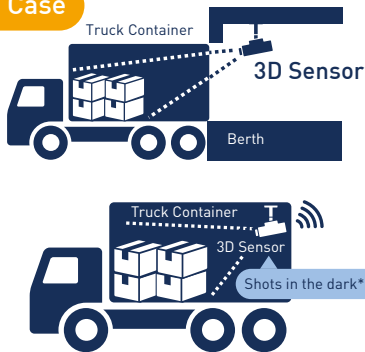 Case
Truck Container
3D Sensor
Berth
Truck Container
3D Sensor
Shots in the dark*